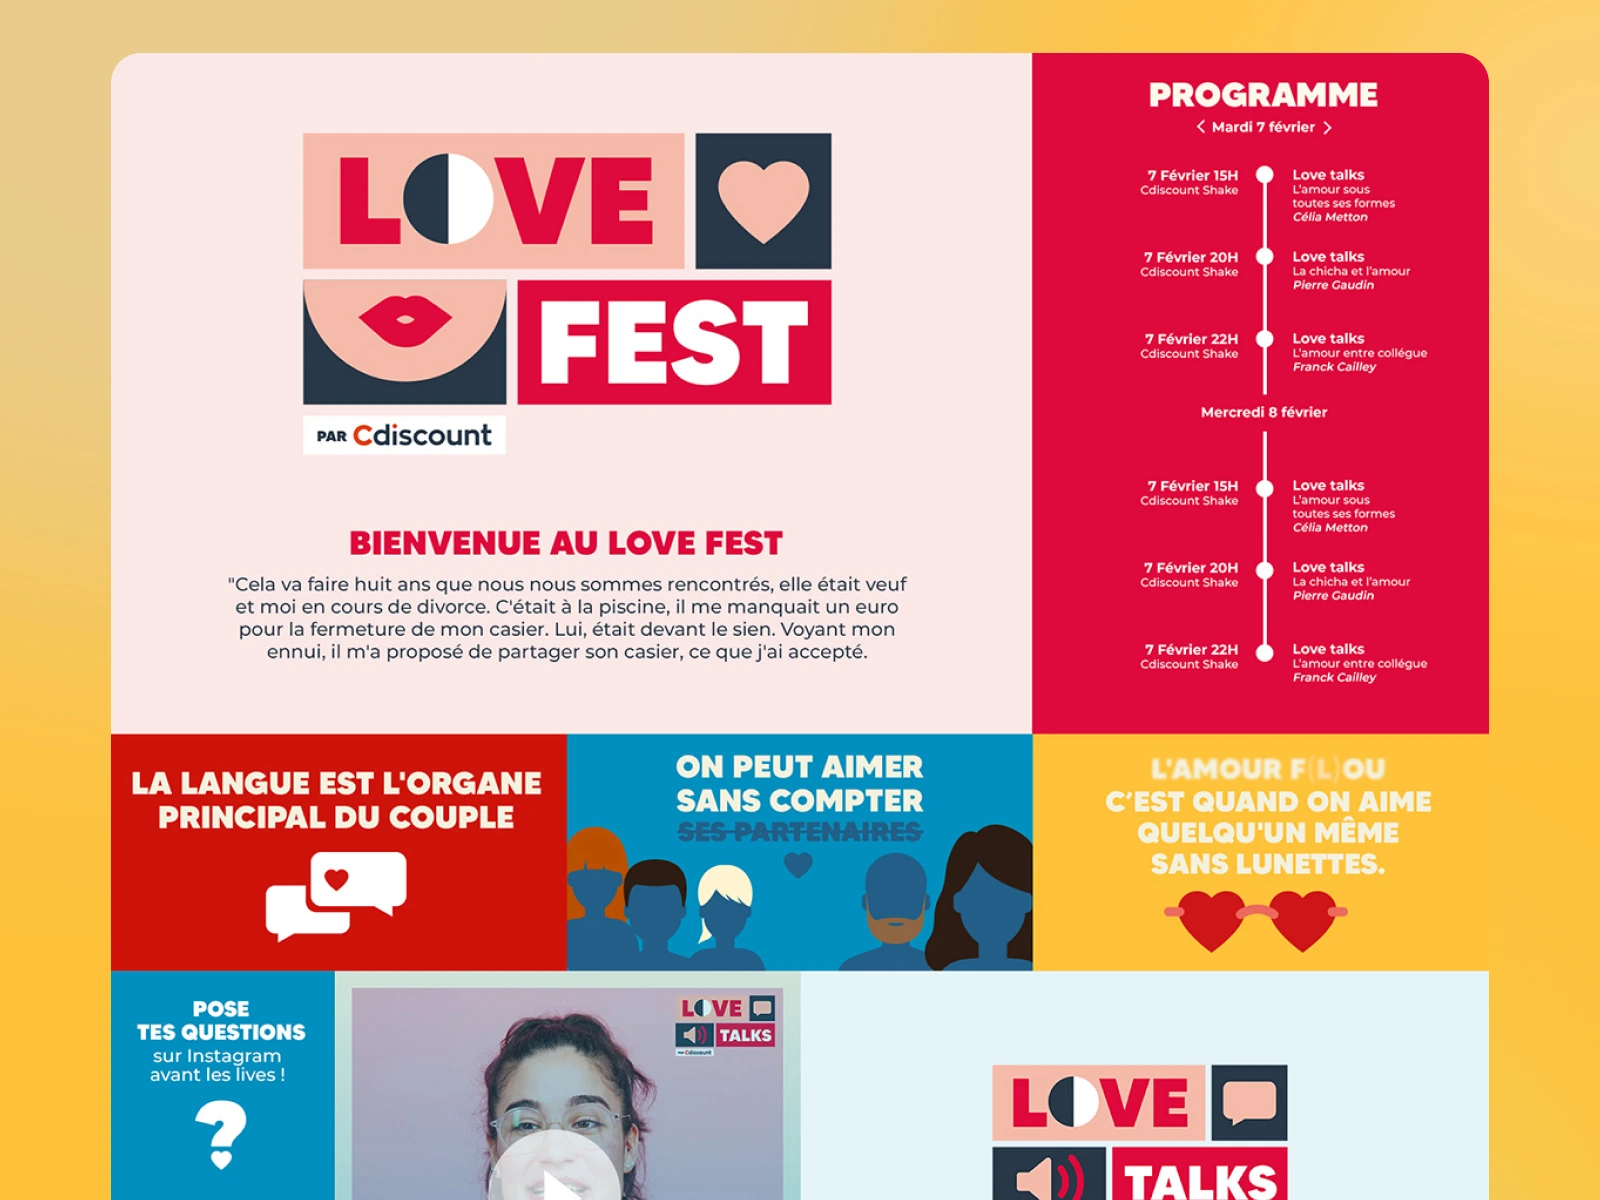 LOVE
FEST
PAR Cdiscount
BIENVENUE AU LOVE FEST
"Cela va faire huit ans que nous nous sommes rencontrés, elle était veuf
et moi en cours de divorce. C'était à la piscine, il me manquait un euro
pour la fermeture de mon casier. Lui, était devant le sien. Voyant mon
ennui, il m'a proposé de partager son casier, ce que j'ai accepté.
PROGRAMME
< Mardi 7 février >
7 Février 15H
Cdiscount Shake
Love talks
L'amour sous
toutes ses formes
Célia Metton
7 Février 20H
Cdiscount Shake
Love talks
La chicha et l'amour
Pierre Gaudin
7 Février 22H
Cdiscount Shake
Love talks
L'amour entre collégue
Franck Cailley
Mercredi 8 février
7 Février 15H
Cdiscount Shake
Love talks
L'amour sous
toutes ses formes
Célia Metton
7 Février 20H
Cdiscount Shake
Love talks
La chicha et l'amour
Pierre Gaudin
7 Février 22H
Cdiscount Shake
Love talks
L'amour entre collégue
Franck Cailley
LA LANGUE EST L'ORGANE
PRINCIPAL DU COUPLE
ON PEUT AIMER
SANS COMPTER
SES PARTENAIRES
L'AMOUR F(L)OU
C'EST QUAND ON AIME
QUELQU'UN MÊME
SANS LUNETTES.
POSE
TES QUESTIONS
sur Instagram
avant les lives !
?
LOVE
TALKS
PAR Cdiscount
LOVE
TALKS